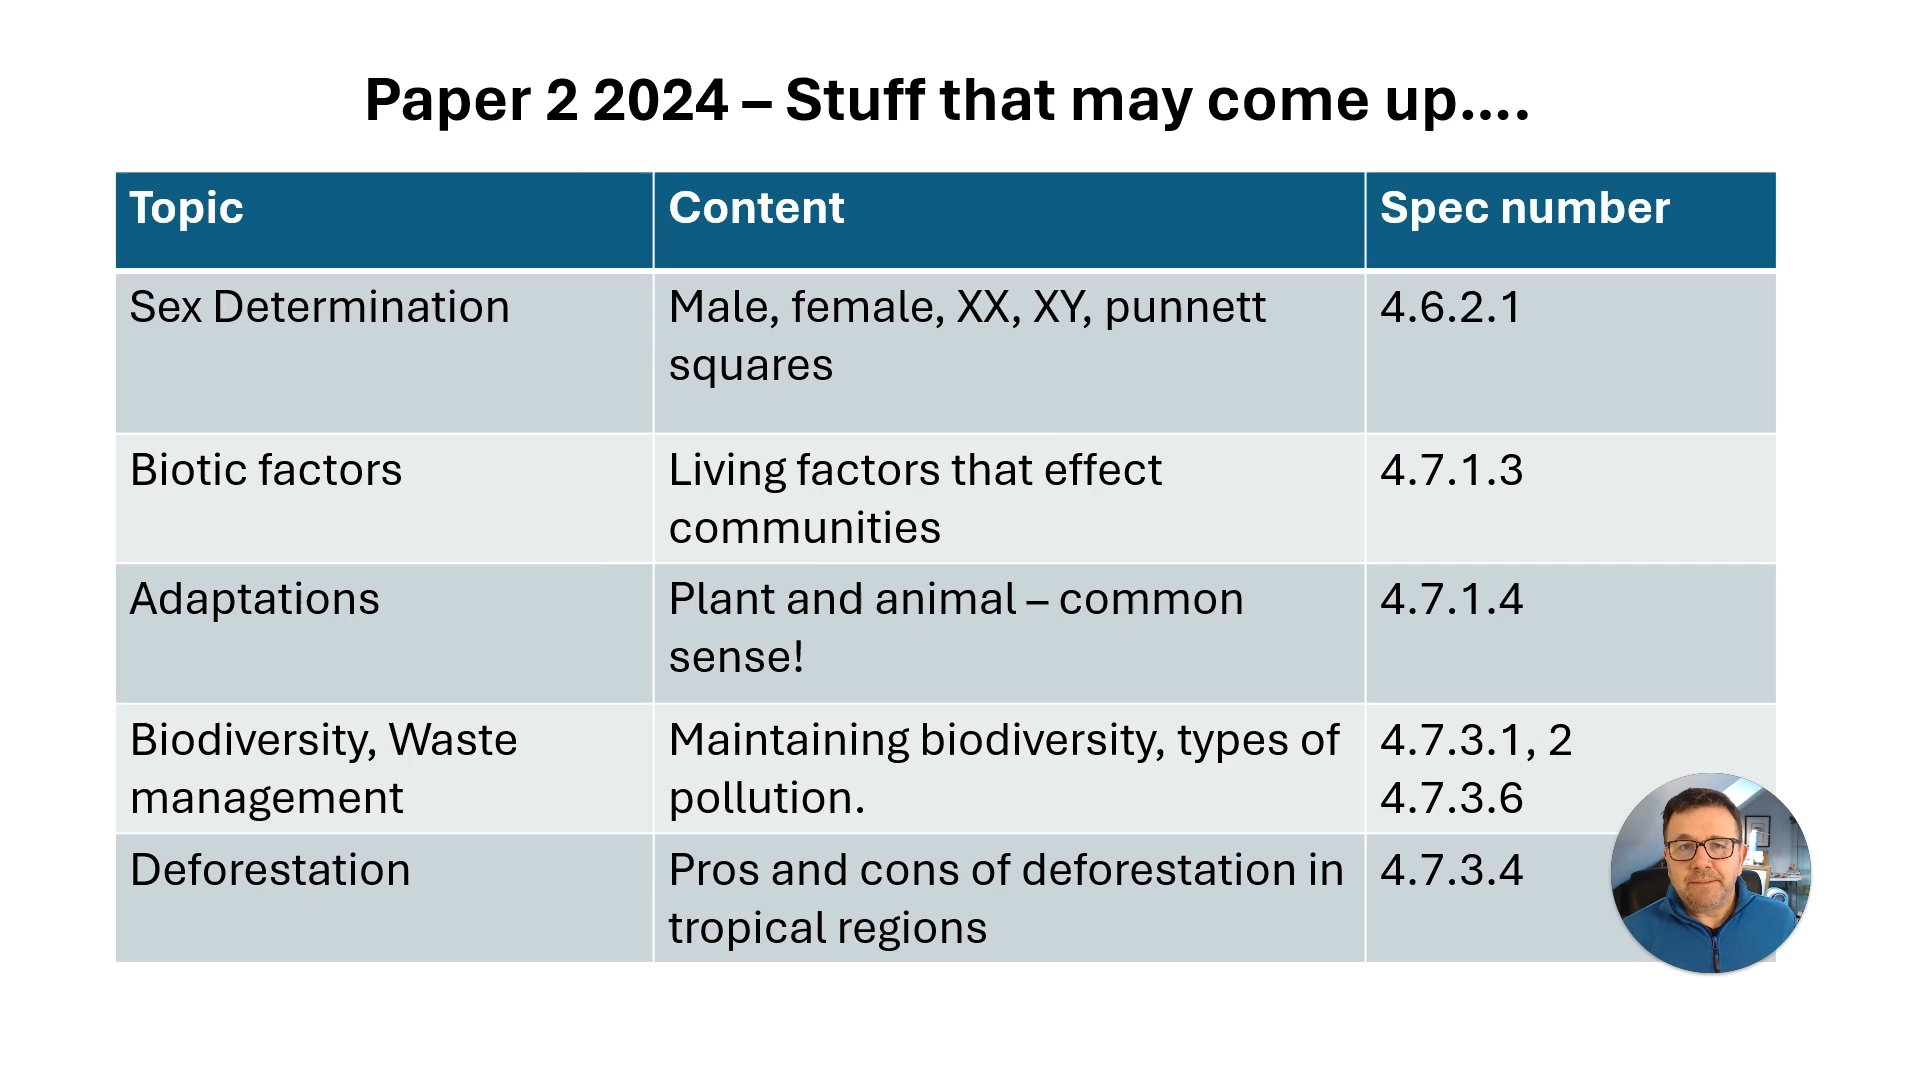 Paper 2 2024 – Stuff that may come up....
Topic
Content
Spec number
Sex Determination
Male, female, XX, XY, punnett
squares
4.6.2.1
Biotic factors
Living factors that effect
communities
4.7.1.3
Adaptations
Plant and animal – common
sense!
4.7.1.4
Biodiversity, Waste
management
Maintaining biodiversity, types of
pollution.
4.7.3.1, 2
4.7.3.6
Deforestation
Pros and cons of deforestation in
tropical regions
4.7.3.4